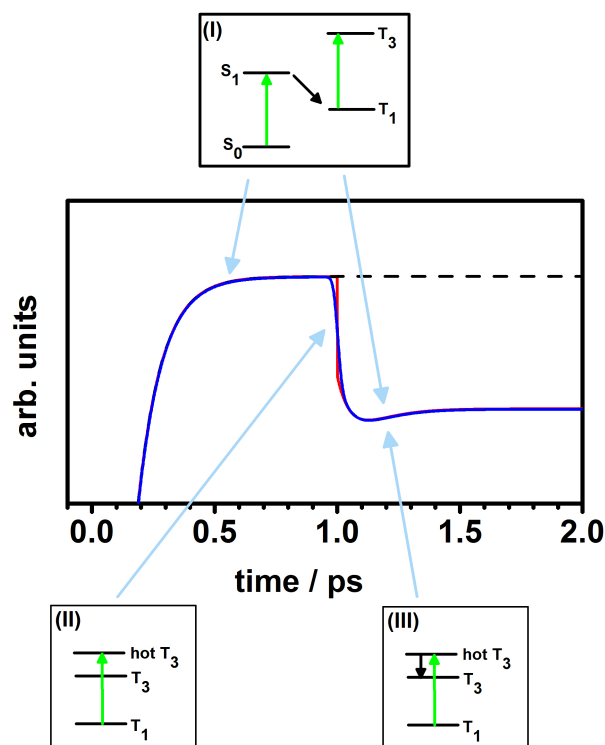 (I)
T3
S1
T1
S0
arb. units
0.0 0.5 1.0 1.5 2.0
time / ps
(II)
hot T3
T3
T1
(III)
hot T3
T3
T1